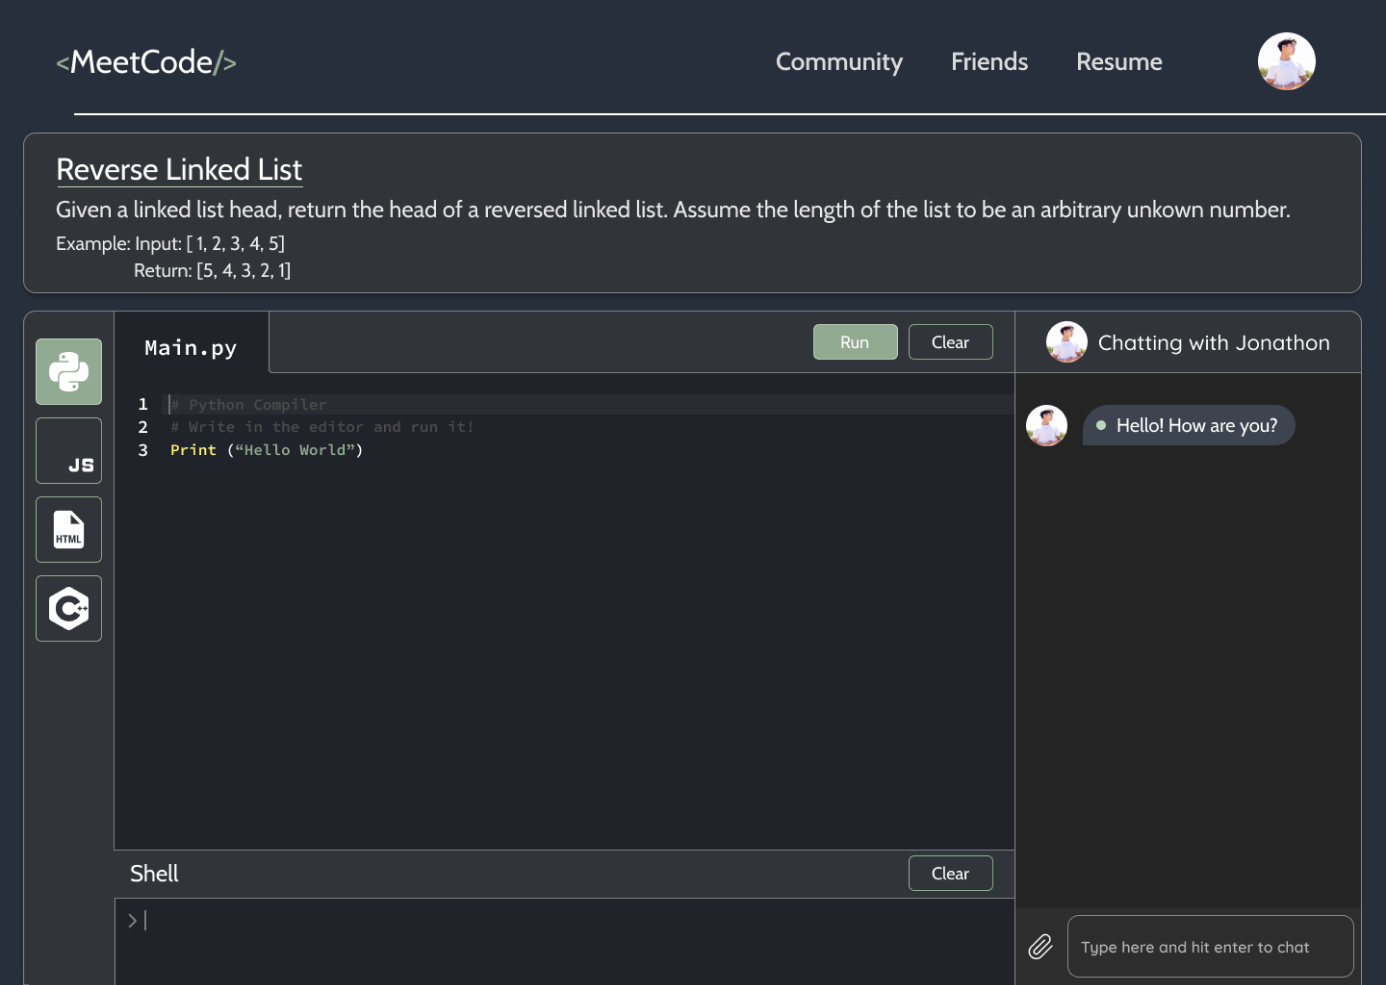 <MeetCode/>
Community Friends Resume
Reverse Linked List
Given a linked list head, return the head of a reversed linked list. Assume the length of the list to be an arbitrary unkown number.
Example: Input: [ 1, 2, 3, 4, 5]
Return: [5, 4, 3, 2, 1]
JS
HTML
C++
Main.py
Run Clear
1 # Python Compiler
2 # Write in the editor and run it!
3 Print (“Hello World”)
Shell
Clear
>
Chatting with Jonathon
Hello! How are you?
Type here and hit enter to chat